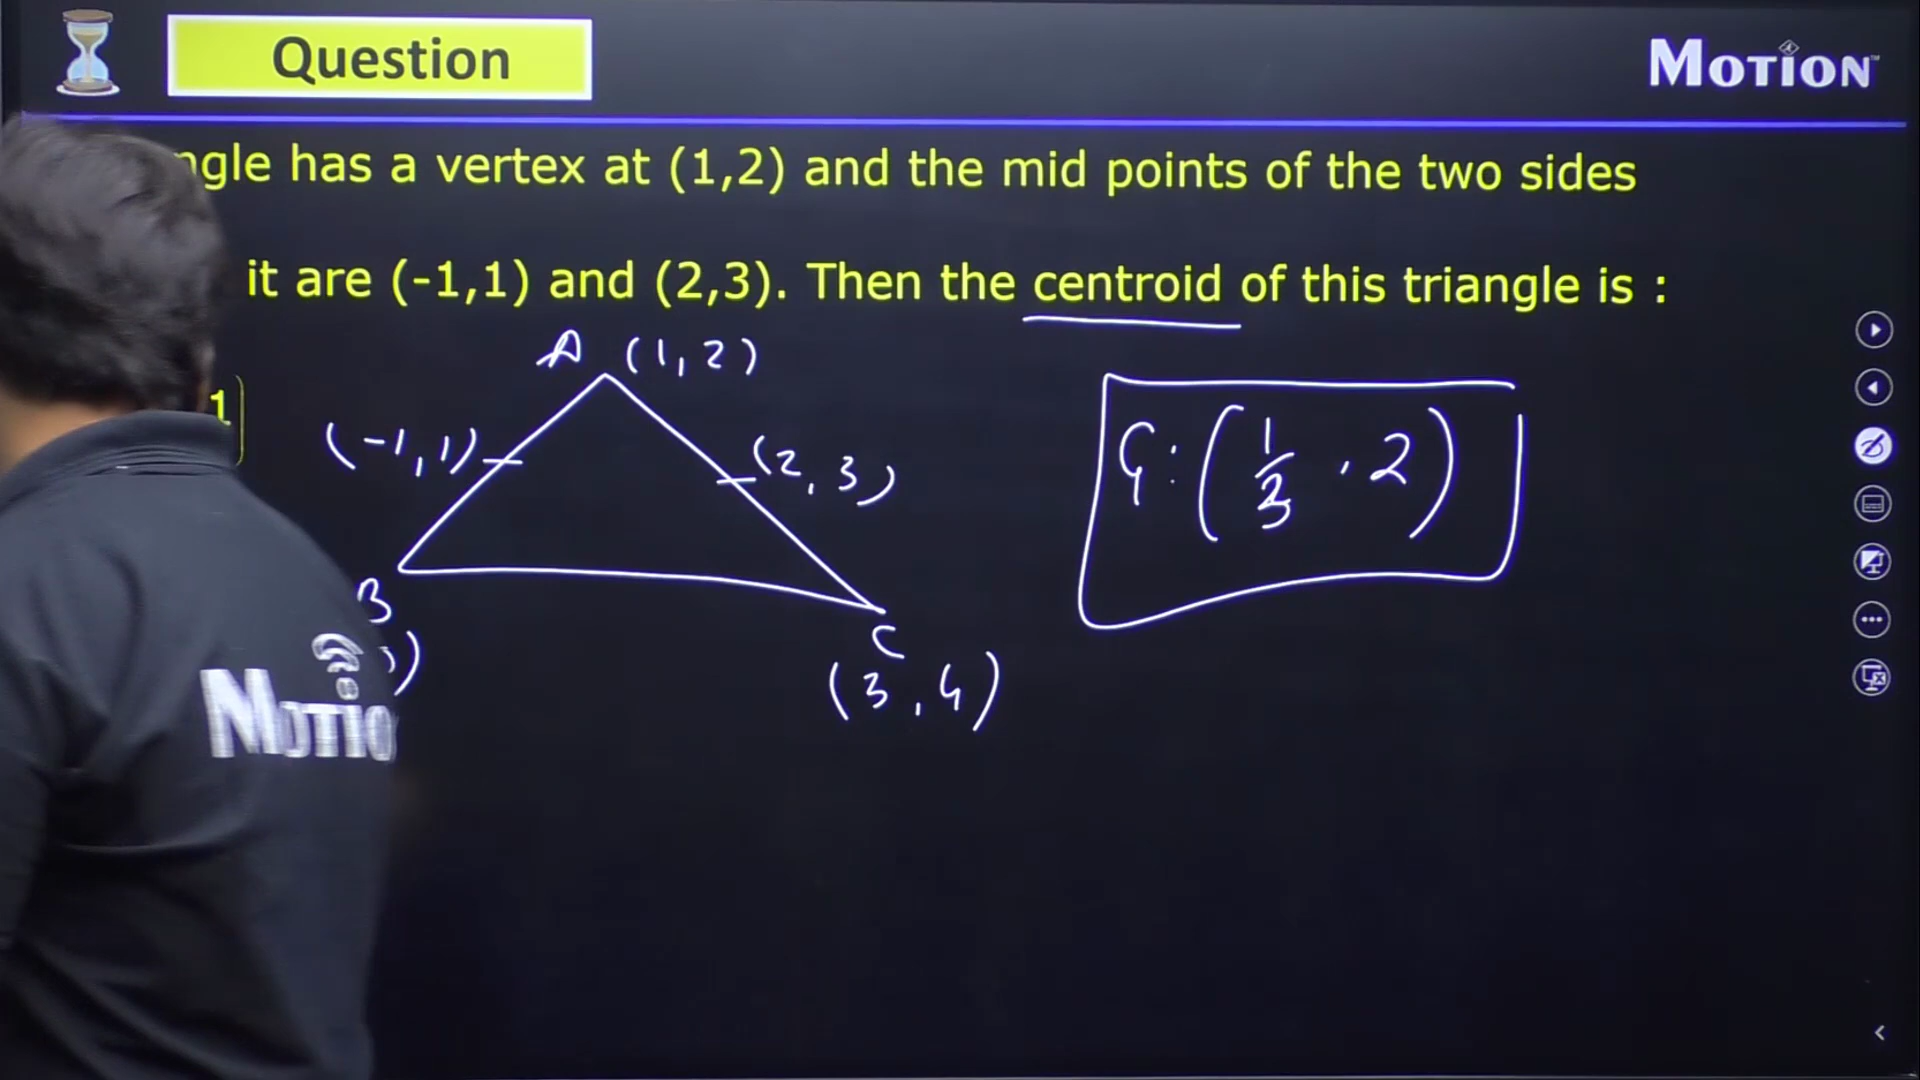 Question
MOTION
ngle has a vertex at (1,2) and the mid points of the two sides
it are (-1,1) and (2,3). Then the centroid of this triangle is :
A (1, 2)
1
(-1, 1)
(2, 3)
G: (1/3 , 2)
B
)
C
(3, 4)
MOTIO